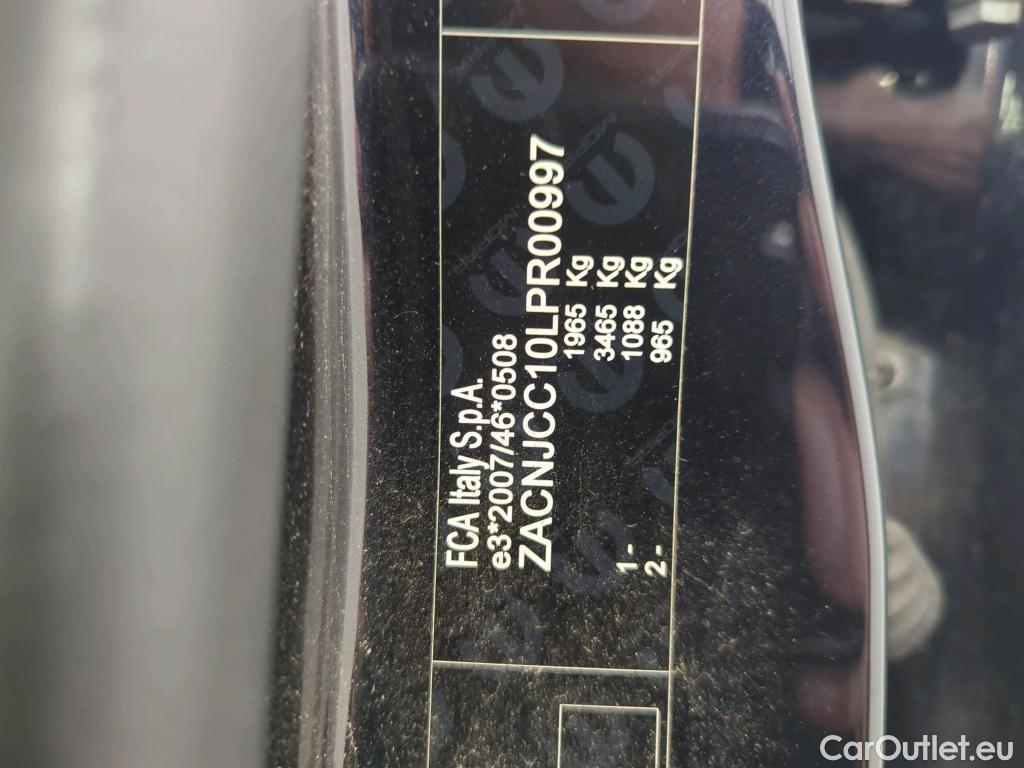 FCA Italy S.p.A.
e3*2007/46*0508
ZACNJCC10LPR00997
1965 Kg
3465 Kg
1- 1088 Kg
2- 965 Kg
CarOutlet.eu